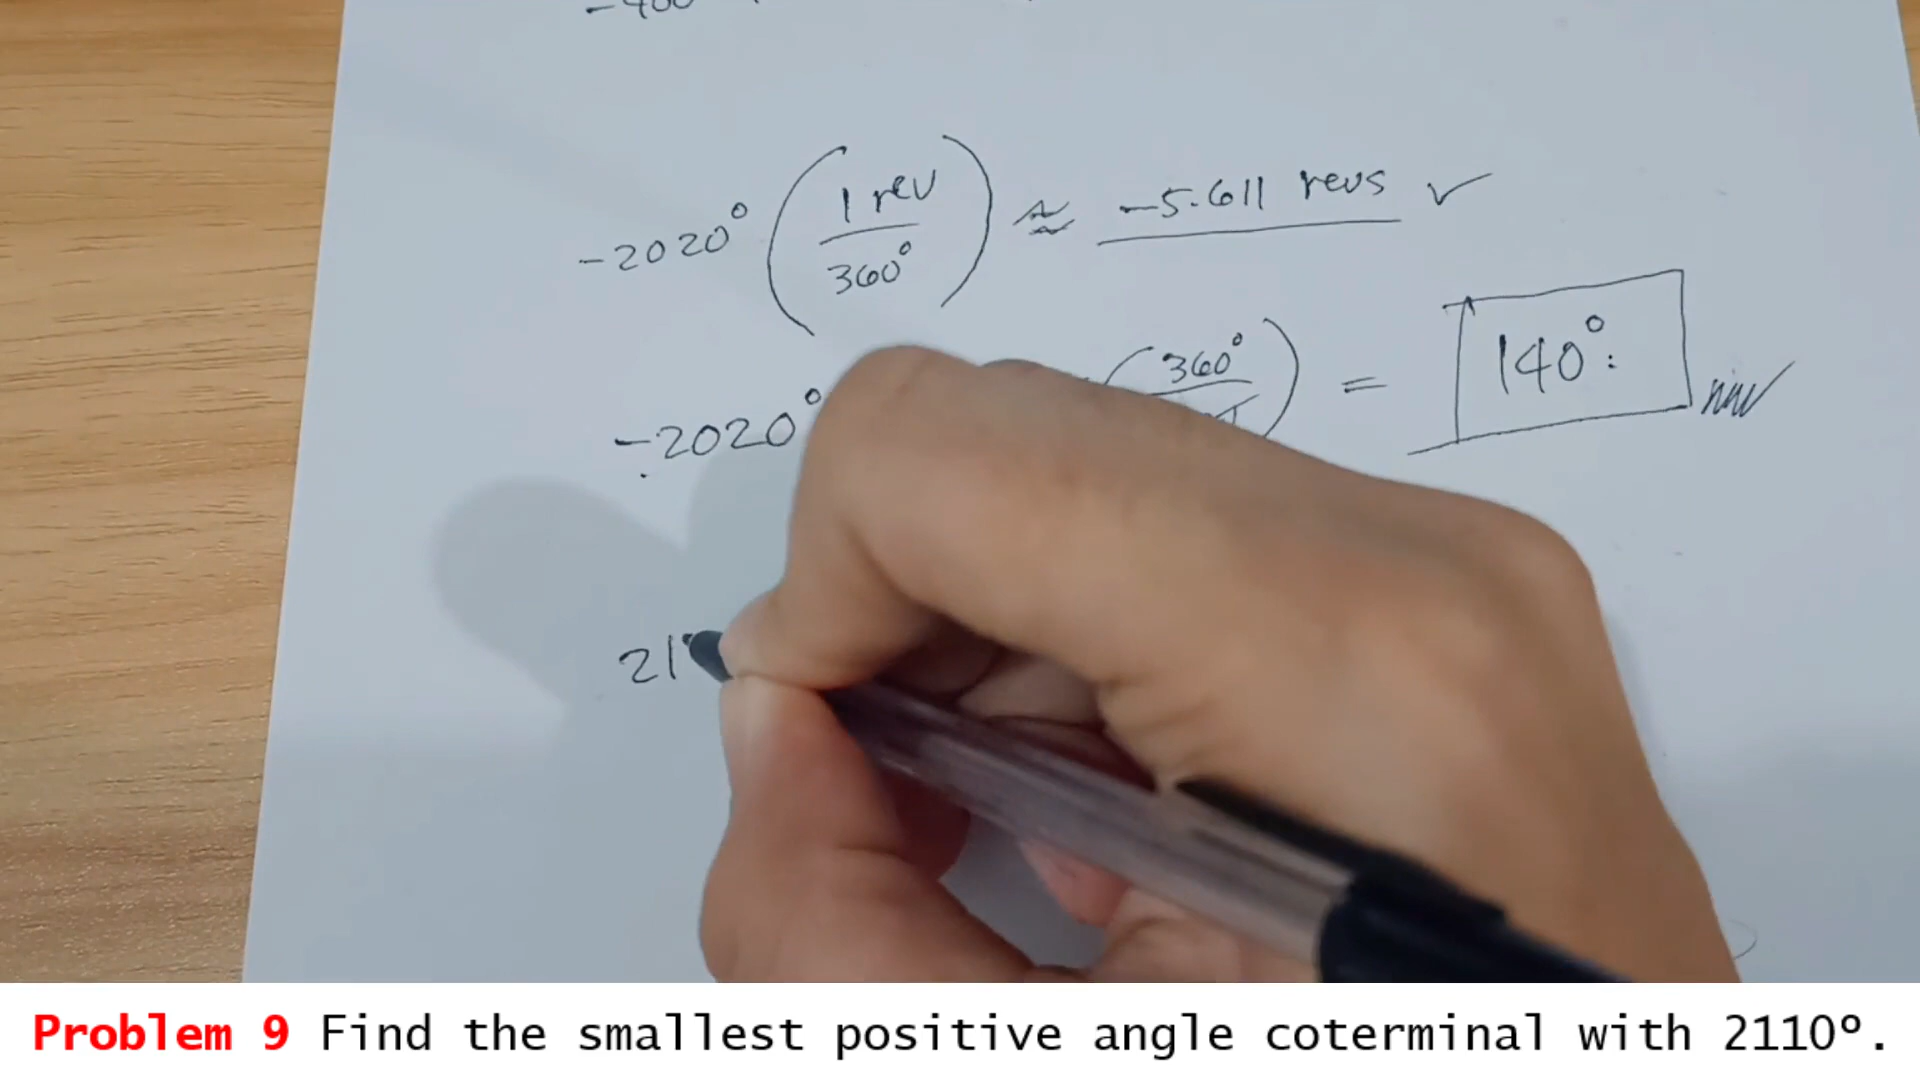 -400
-2020° ( 1 rev / 360° ) ≈ -5.611 revs ✓
-2020° ( 360° = 140°:
21
Problem 9 Find the smallest positive angle coterminal with 2110°.